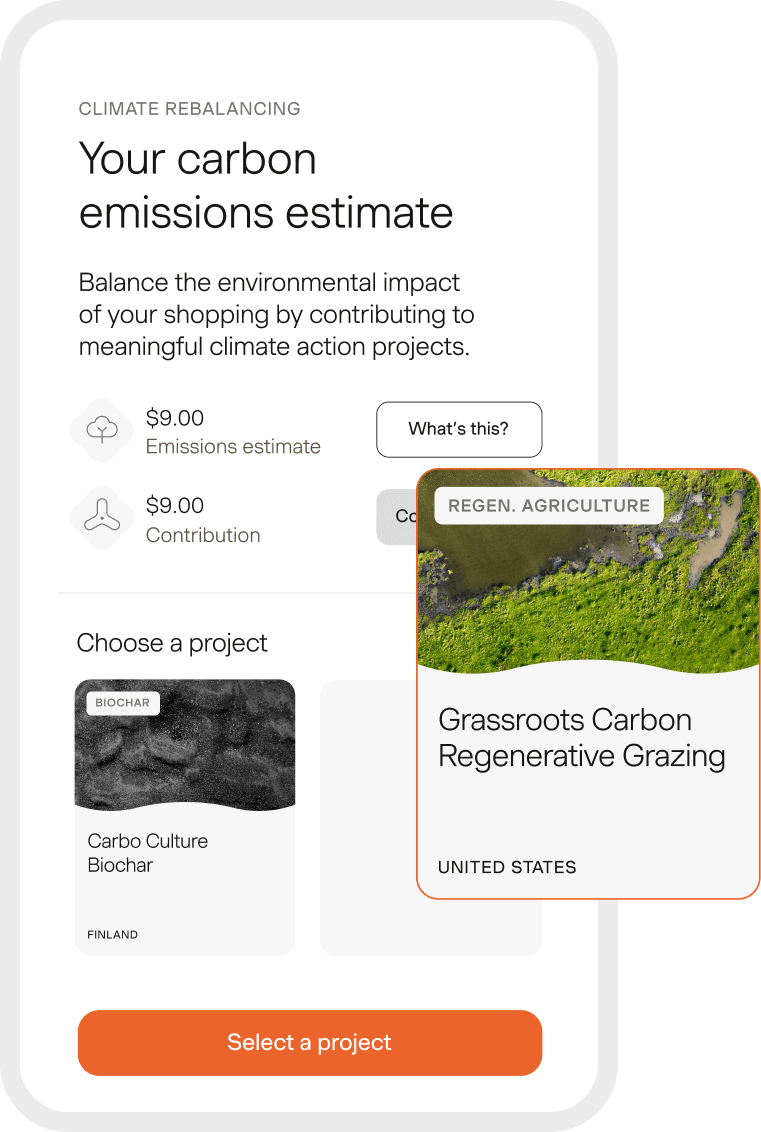 CLIMATE REBALANCING
Your carbon
emissions estimate
Balance the environmental impact
of your shopping by contributing to
meaningful climate action projects.
$9.00
Emissions estimate
What's this?
$9.00
Contribution
Co
REGEN. AGRICULTURE
Grassroots Carbon
Regenerative Grazing
UNITED STATES
Choose a project
BIOCHAR
Carbo Culture
Biochar
FINLAND
Select a project